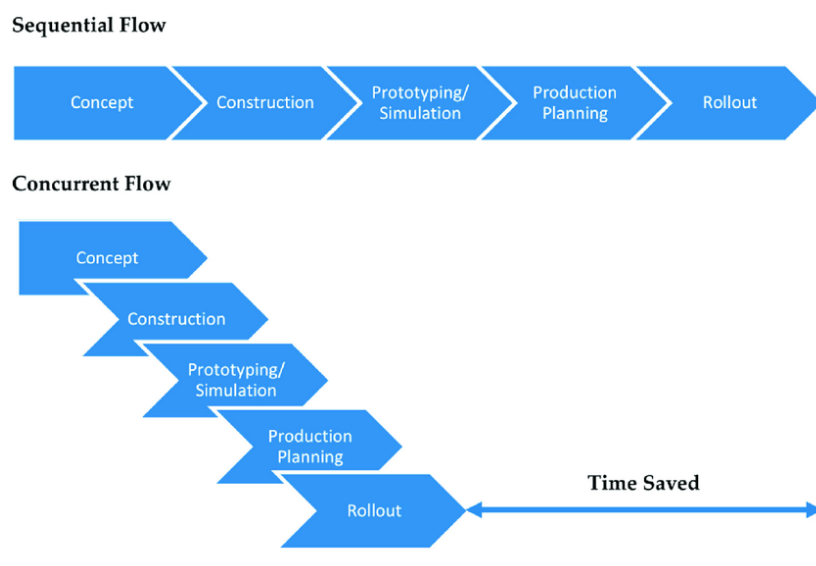 Sequential Flow
Concept
Construction
Prototyping/
Simulation
Production
Planning
Rollout
Concurrent Flow
Concept
Construction
Prototyping/
Simulation
Production
Planning
Rollout
Time Saved